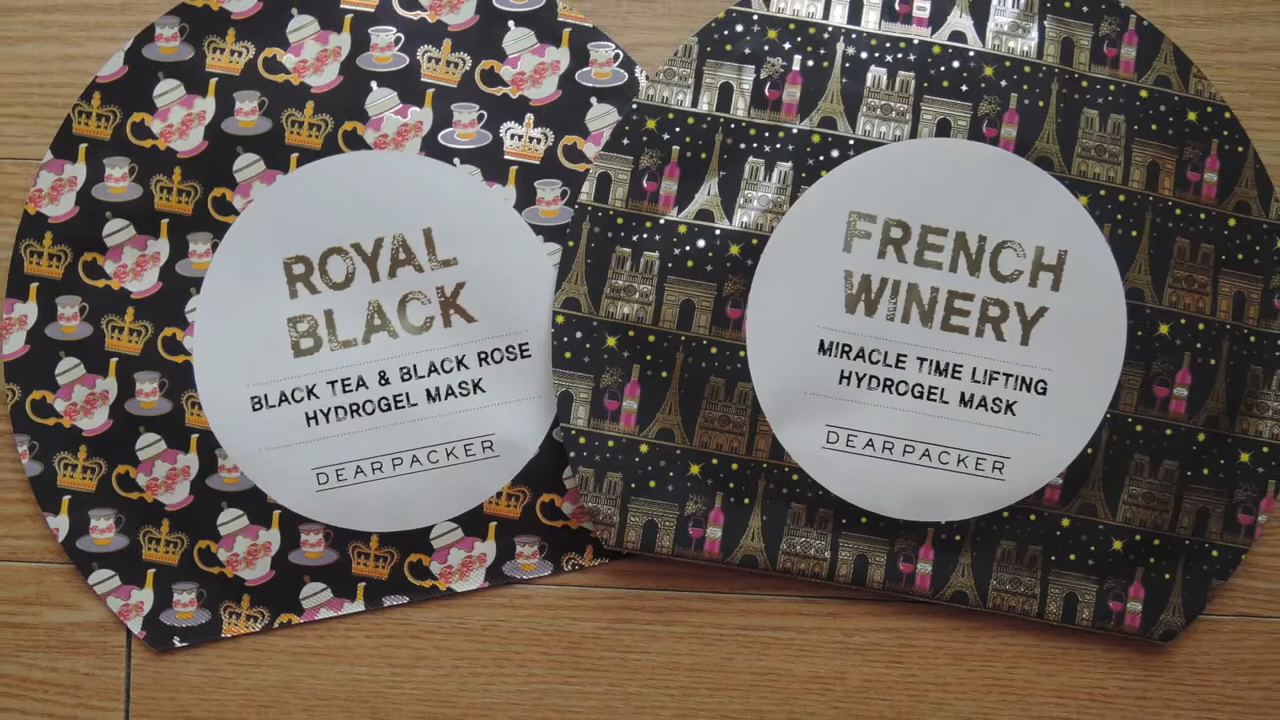 ROYAL
BLACK
BLACK TEA & BLACK ROSE
HYDROGEL MASK
DEARPACKER
FRENCH
WINERY
MIRACLE TIME LIFTING
HYDROGEL MASK
DEARPACKER